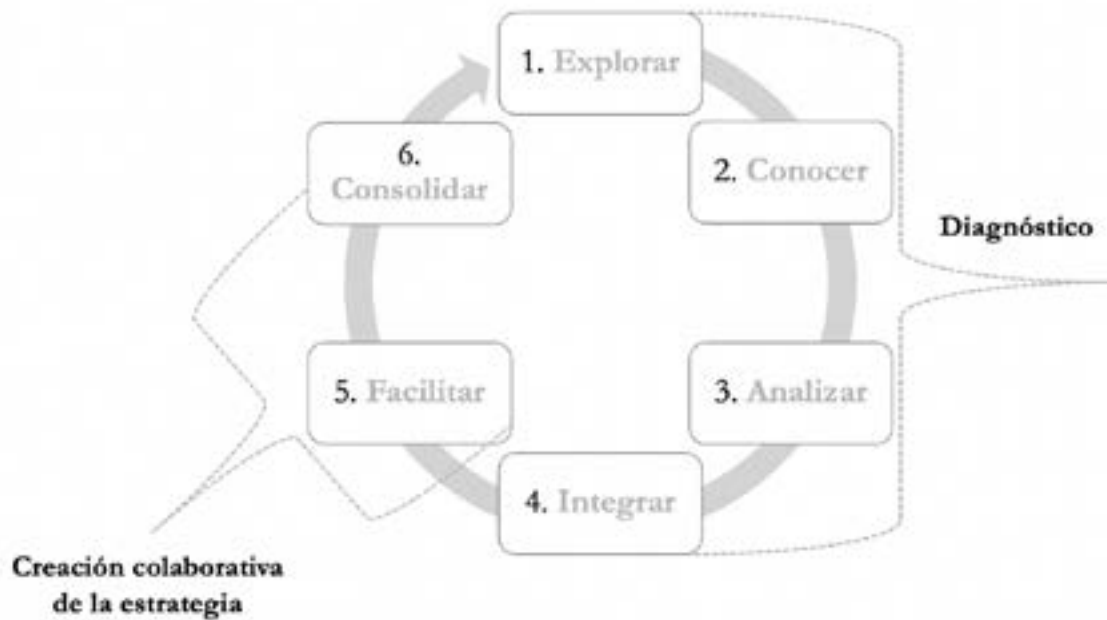 1. Explorar
2. Conocer
Diagnóstico
3. Analizar
4. Integrar
5. Facilitar
6.
Consolidar
Creación colaborativa
de la estrategia